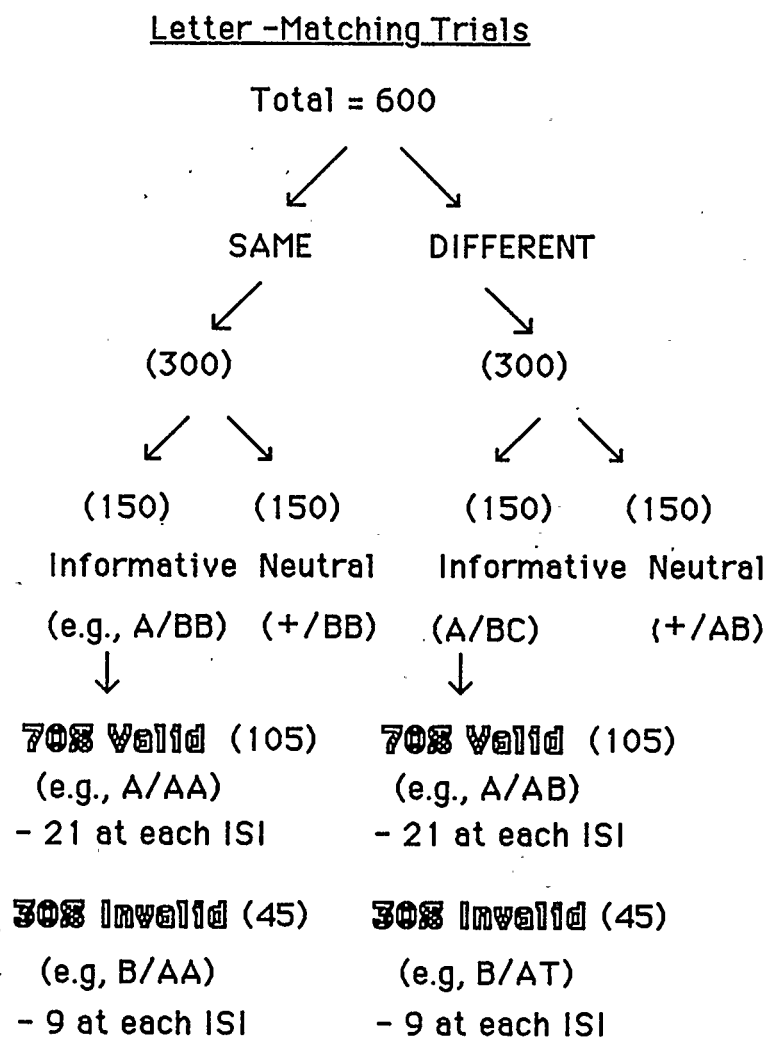 Letter -Matching Trials
Total = 600
SAME DIFFERENT
(300) (300)
(150) (150) (150) (150)
Informative Neutral Informative Neutral
(e.g., A/BB) (+/BB) (A/BC) (+/AB)
70% Valid (105) 70% Valid (105)
(e.g., A/AA) (e.g., A/AB)
- 21 at each ISI - 21 at each ISI
30% Invalid (45) 30% Invalid (45)
(e.g, B/AA) (e.g, B/AT)
- 9 at each ISI - 9 at each ISI